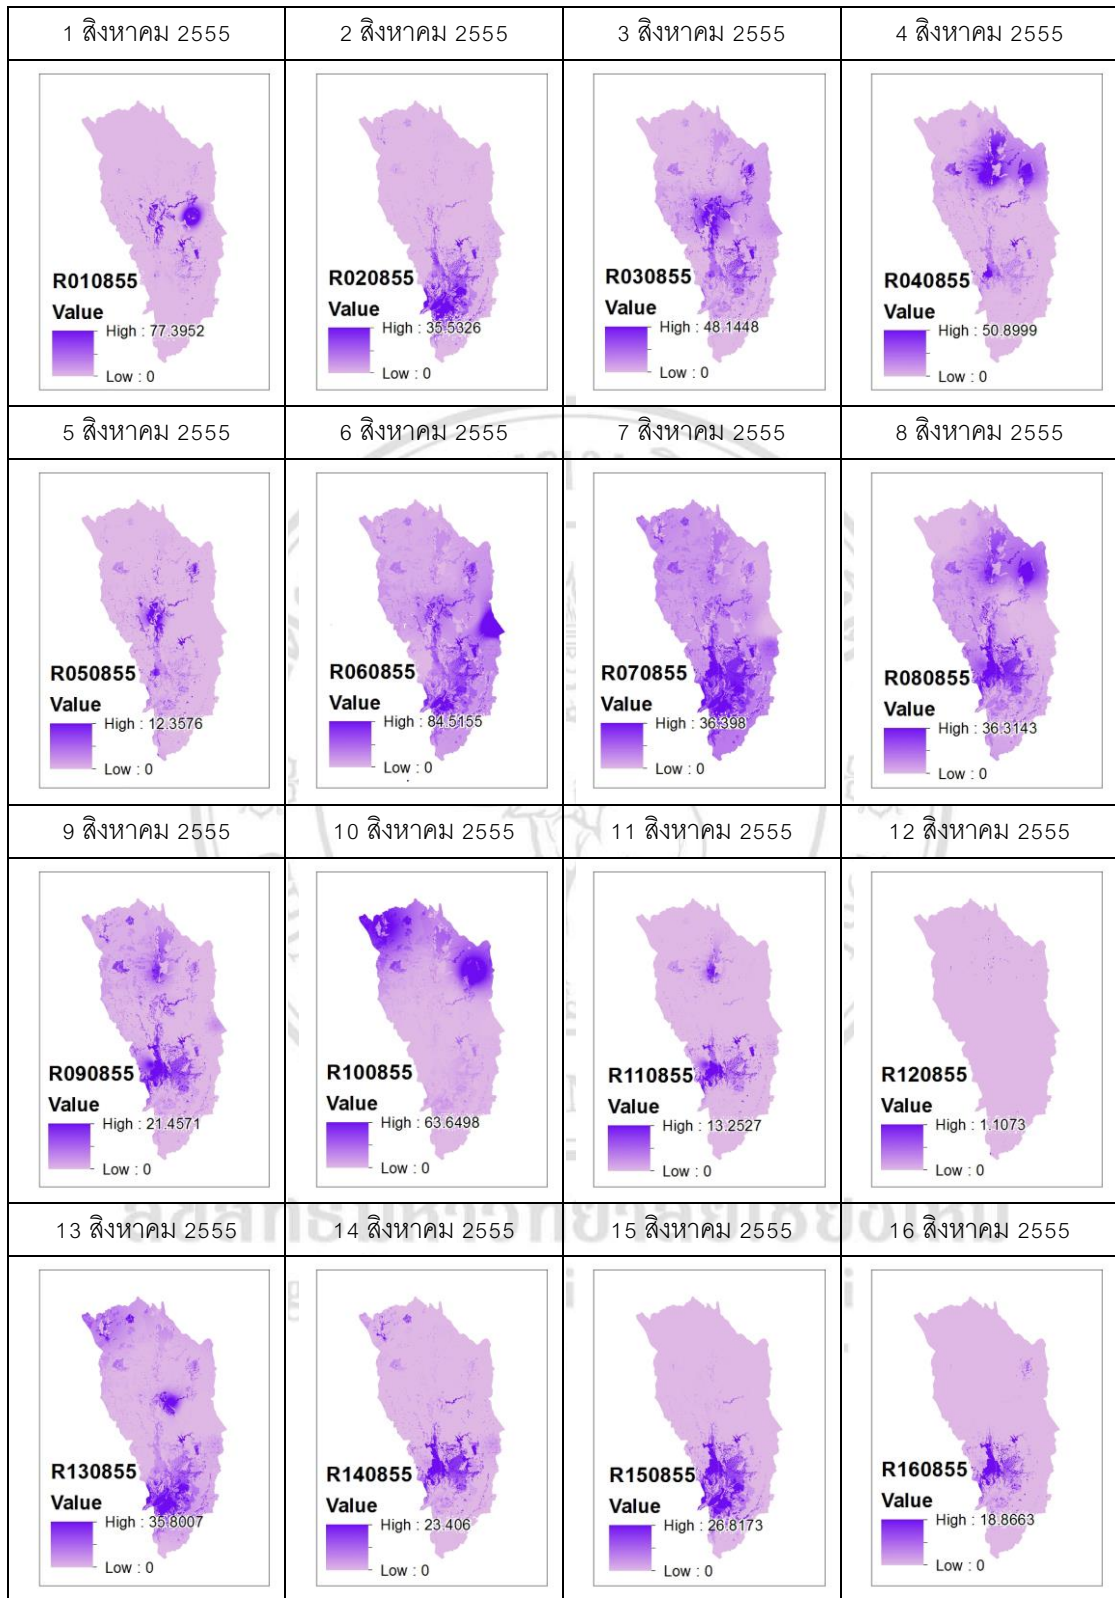 1 สิงหาคม 2555
2 สิงหาคม 2555
3 สิงหาคม 2555
4 สิงหาคม 2555
R010855
Value
High : 77.3952
Low : 0
R020855
Value
High : 35.5326
Low : 0
R030855
Value
High : 48.1448
Low : 0
R040855
Value
High : 50.8999
Low : 0
5 สิงหาคม 2555
6 สิงหาคม 2555
7 สิงหาคม 2555
8 สิงหาคม 2555
R050855
Value
High : 12.3576
Low : 0
R060855
Value
High : 84.5155
Low : 0
R070855
Value
High : 36.398
Low : 0
R080855
Value
High : 36.3143
Low : 0
9 สิงหาคม 2555
10 สิงหาคม 2555
11 สิงหาคม 2555
12 สิงหาคม 2555
R090855
Value
High : 21.4571
Low : 0
R100855
Value
High : 63.6498
Low : 0
R110855
Value
High : 13.2527
Low : 0
R120855
Value
High : 1.1073
Low : 0
13 สิงหาคม 2555
14 สิงหาคม 2555
15 สิงหาคม 2555
16 สิงหาคม 2555
R130855
Value
High : 35.8007
Low : 0
R140855
Value
High : 23.406
Low : 0
R150855
Value
High : 26.8173
Low : 0
R160855
Value
High : 18.8663
Low : 0